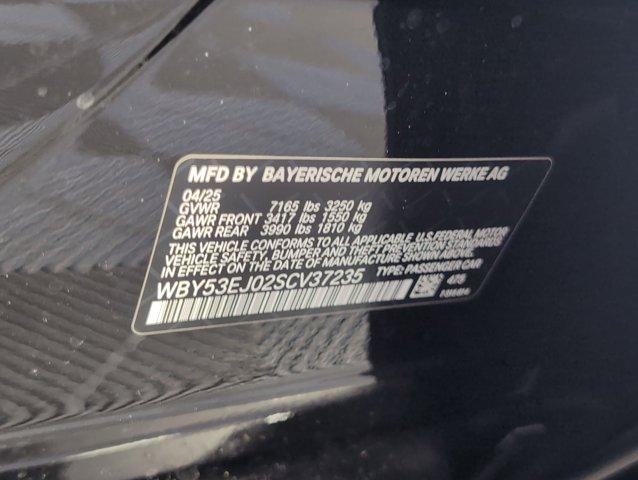 MFD BY BAYERISCHE MOTOREN WERKE AG
04/25
GVWR 7165 lbs 3250 kg
GAWR FRONT 3417 lbs 1550 kg
GAWR REAR 3990 lbs 1810 kg
THIS VEHICLE CONFORMS TO ALL APPLICABLE U.S. FEDERAL MOTOR
VEHICLE SAFETY, BUMPER AND THEFT PREVENTION STANDARDS
IN EFFECT ON THE DATE OF MANUFACTURE SHOWN ABOVE.
WBY53EJ02SCV37235 TYPE: PASSENGER CAR
475